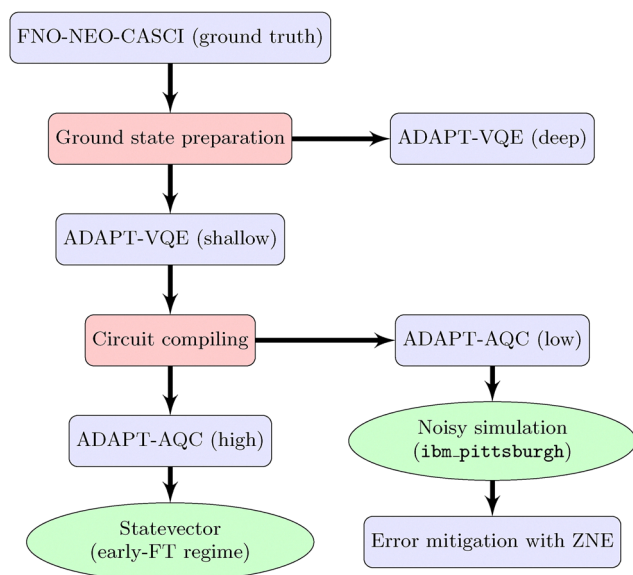 FNO-NEO-CASCI (ground truth)
Ground state preparation
ADAPT-VQE (deep)
ADAPT-VQE (shallow)
Circuit compiling
ADAPT-AQC (low)
ADAPT-AQC (high)
Noisy simulation
(ibm_pittsburgh)
Statevector
(early-FT regime)
Error mitigation with ZNE